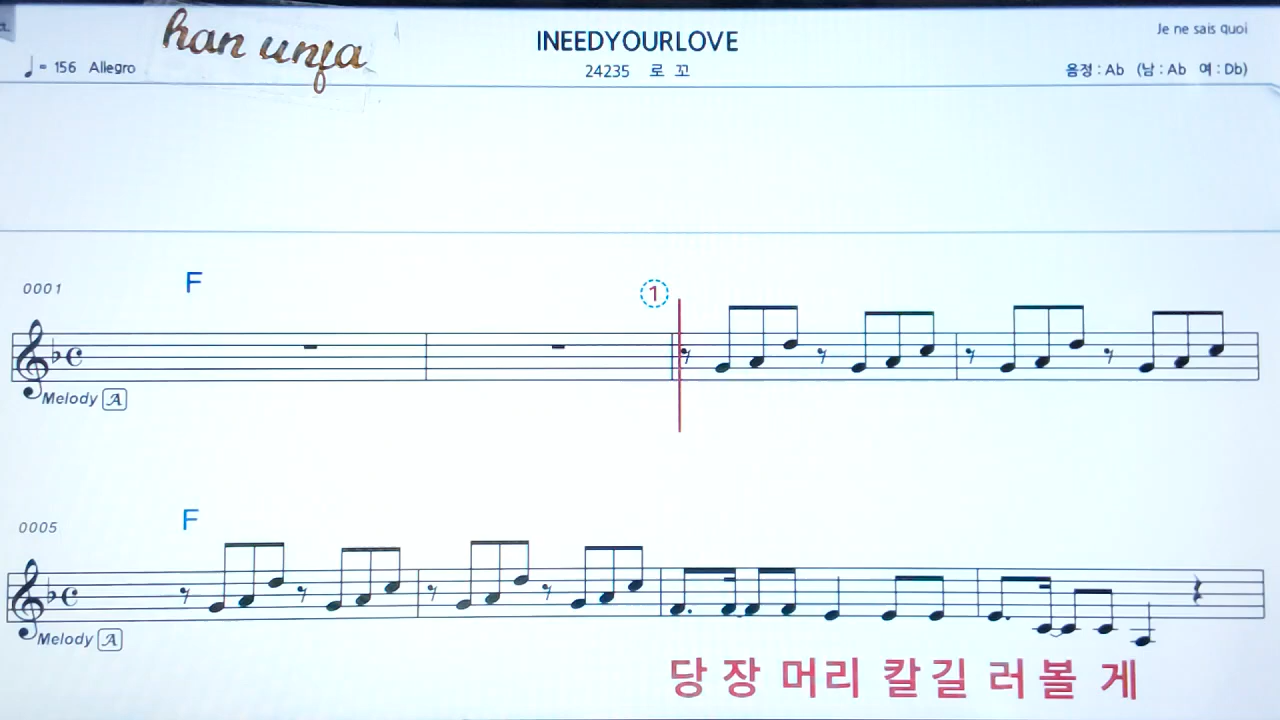 han unfa
INEEDYOURLOVE
Je ne sais quoi
♩= 156 Allegro
24235 로꼬
음정 : Ab (남 : Ab 여 : Db)
0001
F
1
Melody A
0005
F
Melody A
당 장 머리 칼길 러볼 게